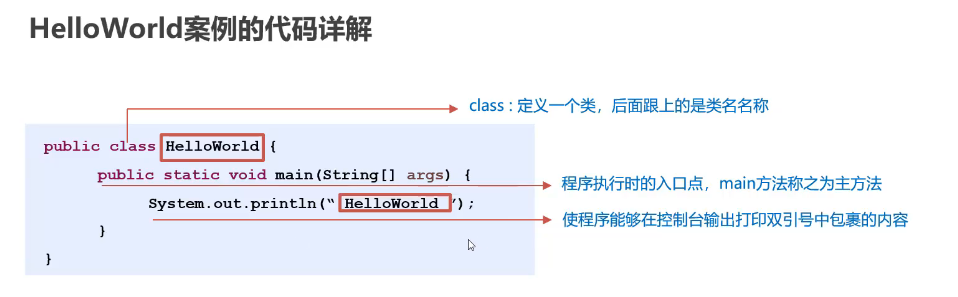 HelloWorld案例的代码详解
class : 定义一个类，后面跟上的是类名名称
public class HelloWorld {
public static void main(String[] args) {
程序执行时的入口点，main方法称之为主方法
System.out.println(“ HelloWorld ”);
使程序能够在控制台输出打印双引号中包裹的内容
}
}